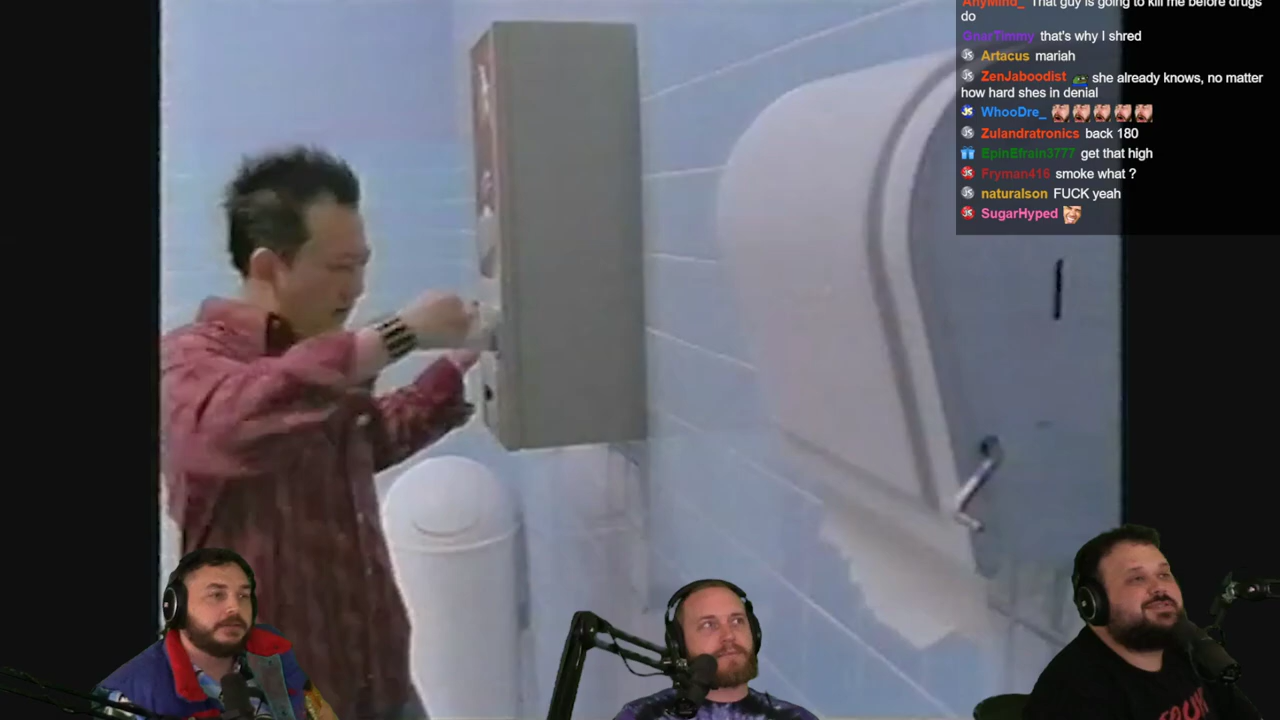 AnyMind_ That guy is going to kill me before drugs
do
GnarTimmy that's why I shred
Artacus mariah
ZenJaboodist she already knows, no matter
how hard shes in denial
WhooDre_
Zulandratronics back 180
EpinEfrain3777 get that high
Fryman416 smoke what ?
naturalson FUCK yeah
SugarHyped